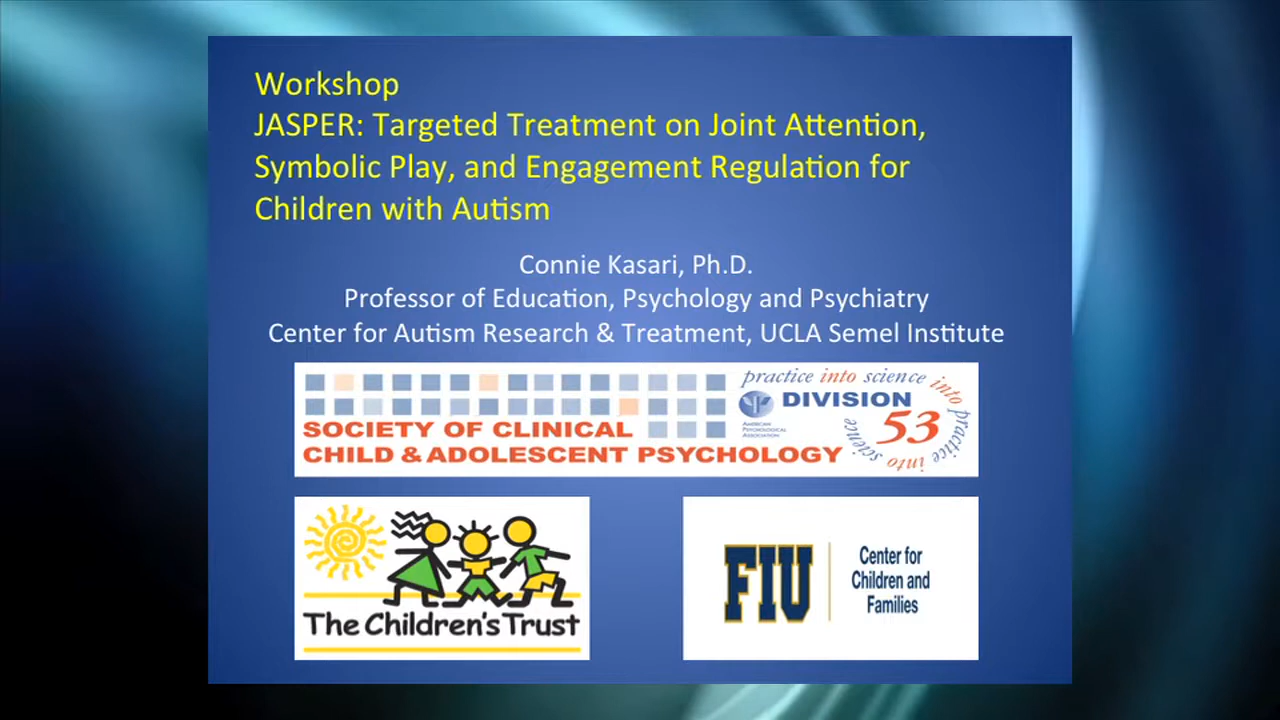 Workshop
JASPER: Targeted Treatment on Joint Attention,
Symbolic Play, and Engagement Regulation for
Children with Autism
Connie Kasari, Ph.D.
Professor of Education, Psychology and Psychiatry
Center for Autism Research & Treatment, UCLA Semel Institute
practice into science into practice into science
AMERICAN
PSYCHOLOGICAL
ASSOCIATION
DIVISION
53
SOCIETY OF CLINICAL
CHILD & ADOLESCENT PSYCHOLOGY
The Children's Trust
FIU
Center for
Children and
Families